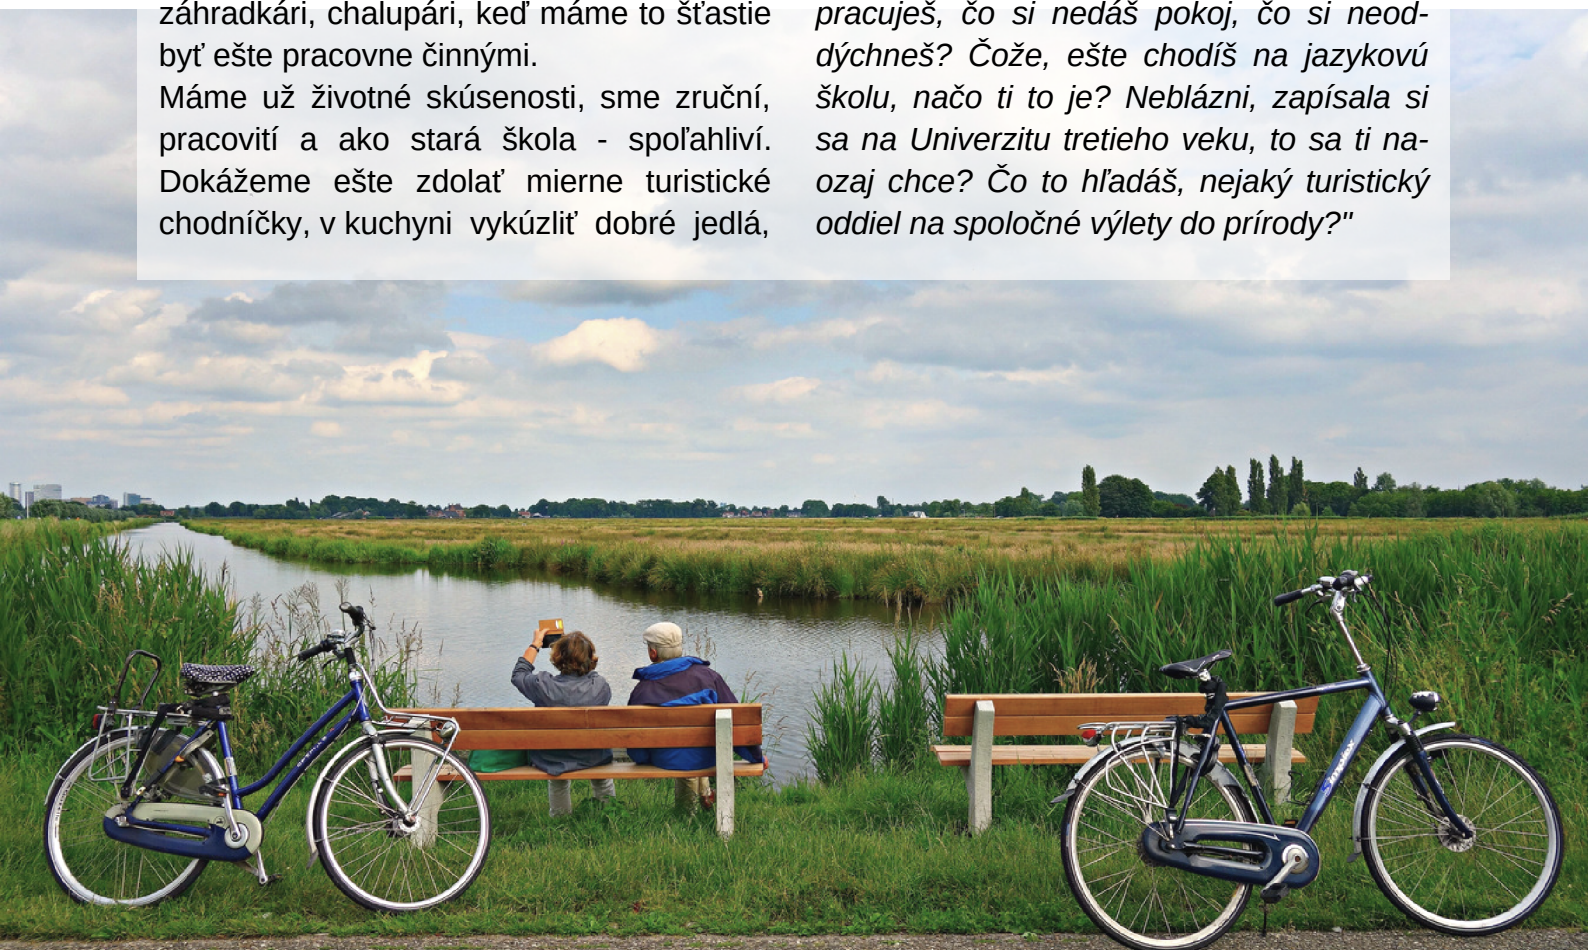 záhradkári, chalupári, keď máme to šťastie
byť ešte pracovne činnými.
Máme už životné skúsenosti, sme zruční,
pracovití a ako stará škola - spoľahliví.
Dokážeme ešte zdolať mierne turistické
chodníčky, v kuchyni vykúzliť dobré jedlá,
pracuješ, čo si nedáš pokoj, čo si neod-
dýchneš? Čože, ešte chodíš na jazykovú
školu, načo ti to je? Neblázni, zapísala si
sa na Univerzitu tretieho veku, to sa ti na-
ozaj chce? Čo to hľadáš, nejaký turistický
oddiel na spoločné výlety do prírody?"
Simplex